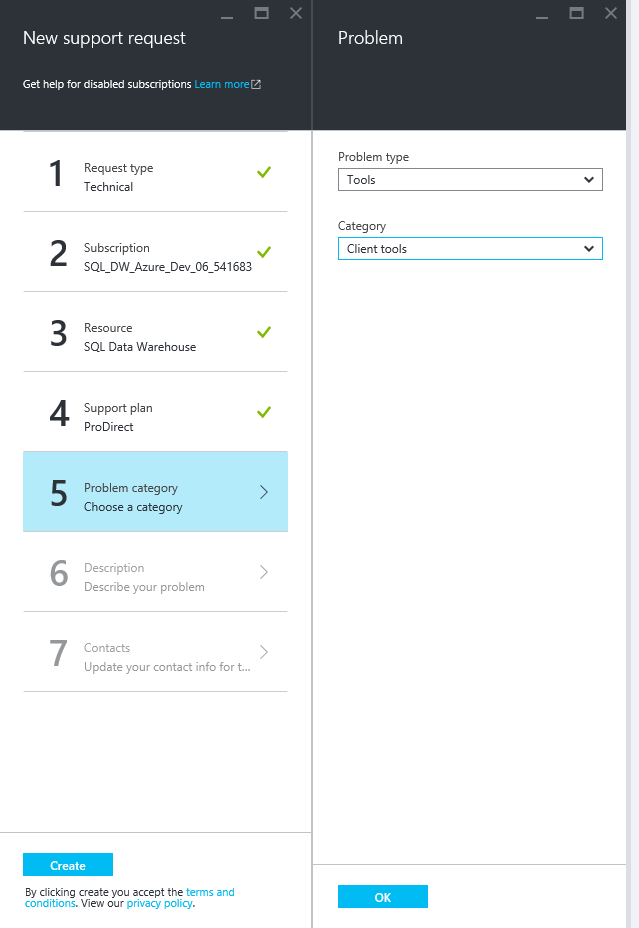 New support request
Get help for disabled subscriptions Learn more
1
Request type
Technical
2
Subscription
SQL_DW_Azure_Dev_06_541683
3
Resource
SQL Data Warehouse
4
Support plan
ProDirect
5
Problem category
Choose a category
6
Description
Describe your problem
7
Contacts
Update your contact info for t...
Create
By clicking create you accept the terms and
conditions. View our privacy policy.
Problem
Problem type
Tools
Category
Client tools
OK